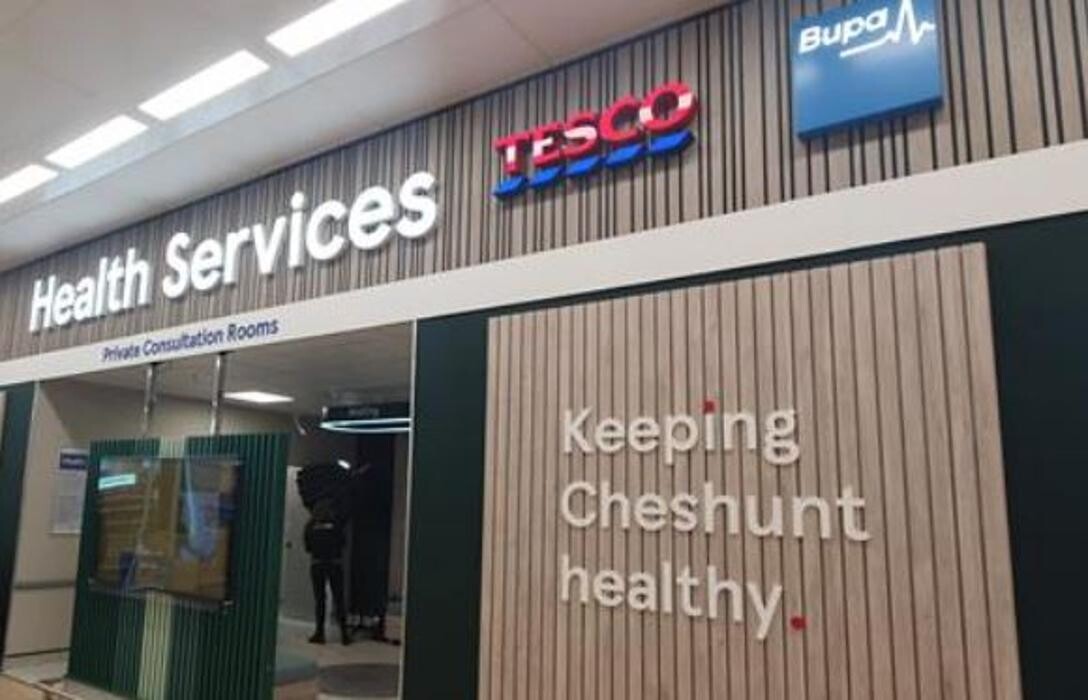 Bupa
TESCO
Health Services
Private Consultation Rooms
Keeping
Cheshunt
healthy.